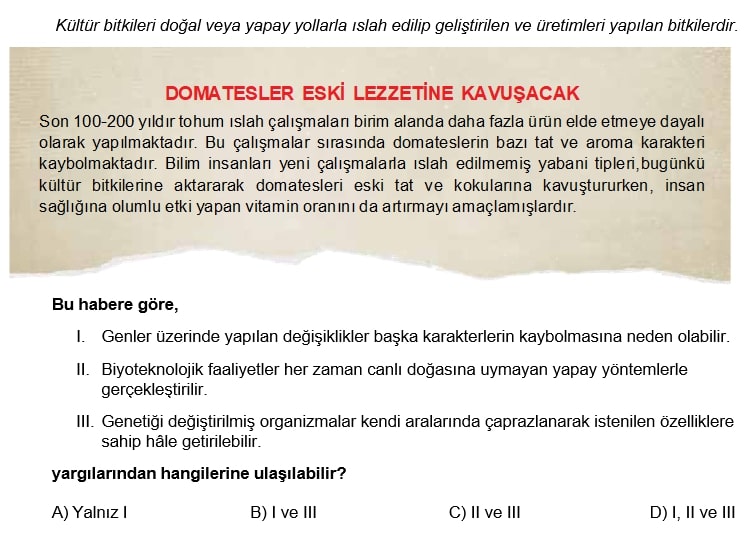 Kültür bitkileri doğal veya yapay yollarla ıslah edilip geliştirilen ve üretimleri yapılan bitkilerdir.
DOMATESLER ESKİ LEZZETİNE KAVUŞACAK
Son 100-200 yıldır tohum ıslah çalışmaları birim alanda daha fazla ürün elde etmeye dayalı
olarak yapılmaktadır. Bu çalışmalar sırasında domateslerin bazı tat ve aroma karakteri
kaybolmaktadır. Bilim insanları yeni çalışmalarla ıslah edilmemiş yabani tipleri,bugünkü
kültür bitkilerine aktararak domatesleri eski tat ve kokularına kavuştururken, insan
sağlığına olumlu etki yapan vitamin oranını da artırmayı amaçlamışlardır.
Bu habere göre,
I. Genler üzerinde yapılan değişiklikler başka karakterlerin kaybolmasına neden olabilir.
II. Biyoteknolojik faaliyetler her zaman canlı doğasına uymayan yapay yöntemlerle
gerçekleştirilir.
III. Genetiği değiştirilmiş organizmalar kendi aralarında çaprazlanarak istenilen özelliklere
sahip hâle getirilebilir.
yargılarından hangilerine ulaşılabilir?
A) Yalnız I B) I ve III C) II ve III D) I, II ve III